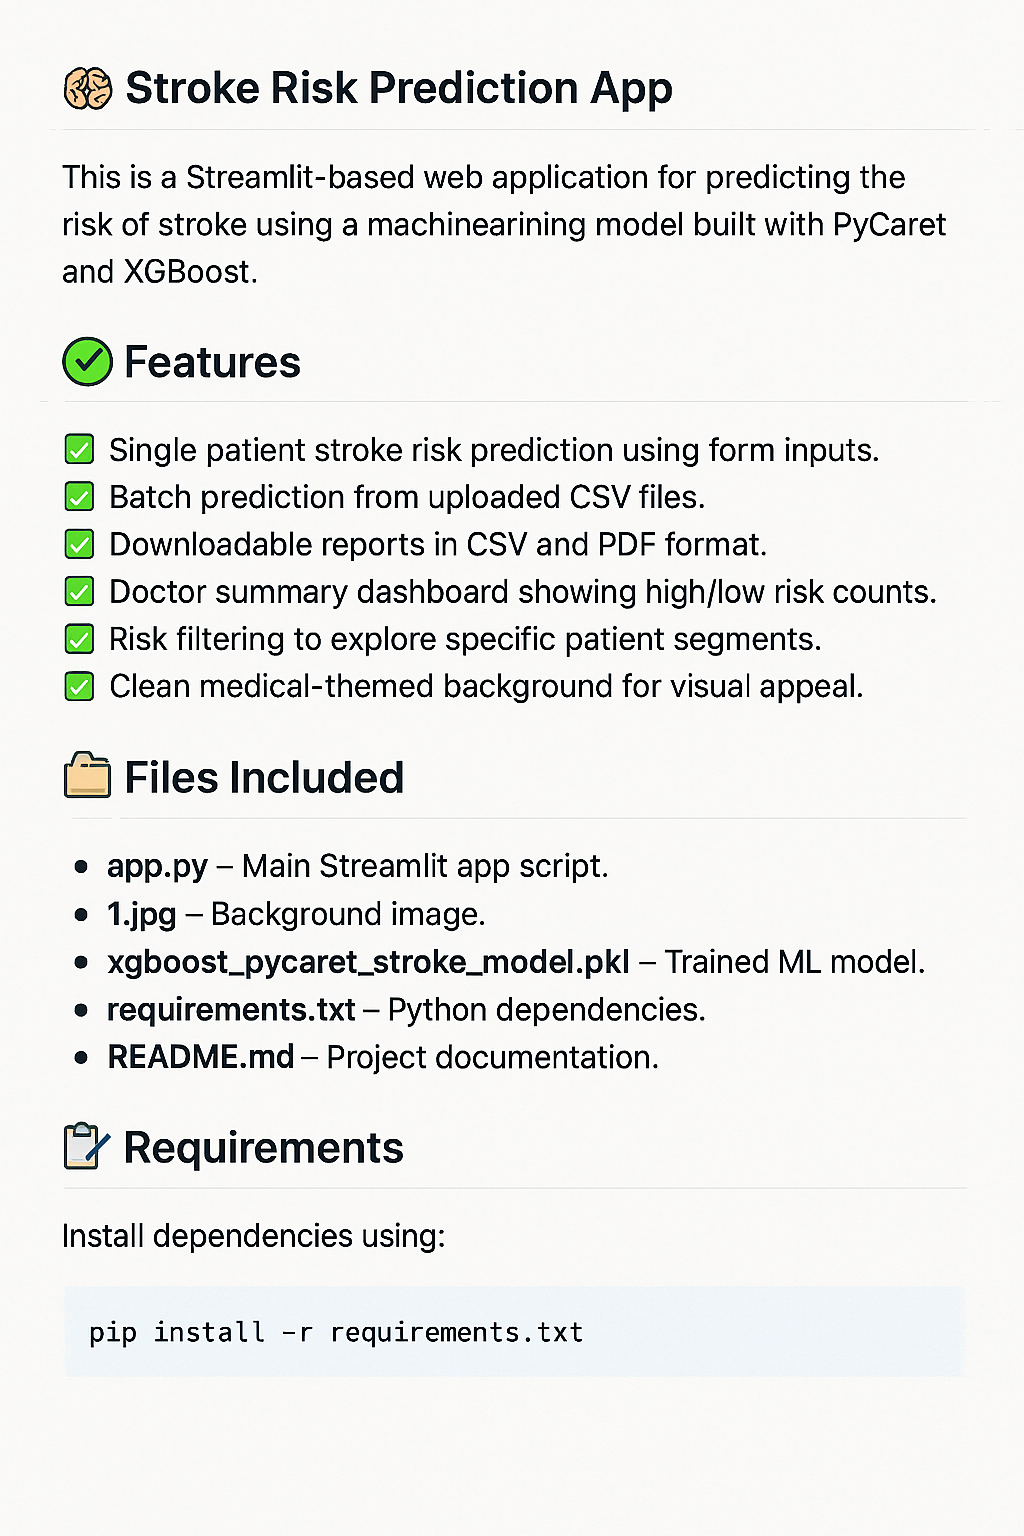 Stroke Risk Prediction App
This is a Streamlit-based web application for predicting the
risk of stroke using a machinearining model built with PyCaret
and XGBoost.
Features
Single patient stroke risk prediction using form inputs.
Batch prediction from uploaded CSV files.
Downloadable reports in CSV and PDF format.
Doctor summary dashboard showing high/low risk counts.
Risk filtering to explore specific patient segments.
Clean medical-themed background for visual appeal.
Files Included
• app.py – Main Streamlit app script.
• 1.jpg – Background image.
• xgboost_pycaret_stroke_model.pkl – Trained ML model.
• requirements.txt – Python dependencies.
• README.md – Project documentation.
Requirements
Install dependencies using:
pip install –r requirements.txt